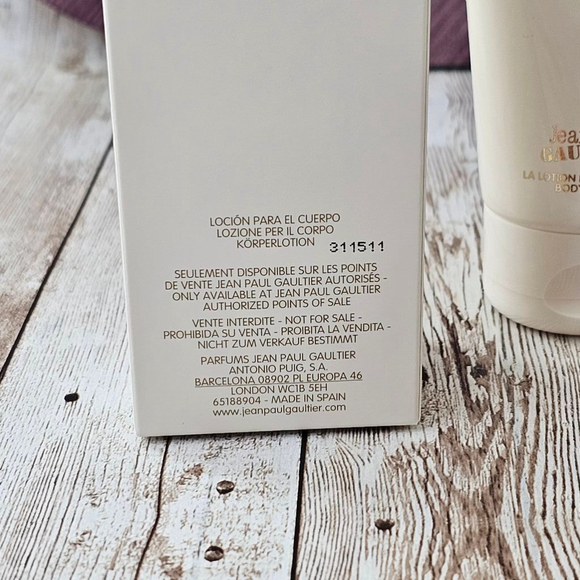 LOCIÓN PARA EL CUERPO
LOZIONE PER IL CORPO
KÖRPERLOTION 311511
SEULEMENT DISPONIBLE SUR LES POINTS
DE VENTE JEAN PAUL GAULTIER AUTORISÉS -
ONLY AVAILABLE AT JEAN PAUL GAULTIER
AUTHORIZED POINTS OF SALE
VENTE INTERDITE - NOT FOR SALE -
PROHIBIDA SU VENTA - PROIBITA LA VENDITA -
NICHT ZUM VERKAUF BESTIMMT
PARFUMS JEAN PAUL GAULTIER
ANTONIO PUIG, S.A.
BARCELONA 08902 PL EUROPA 46
LONDON WC1B 5EH
65188904 - MADE IN SPAIN
www.jeanpaulgaultier.com
LA LOTION
BODY